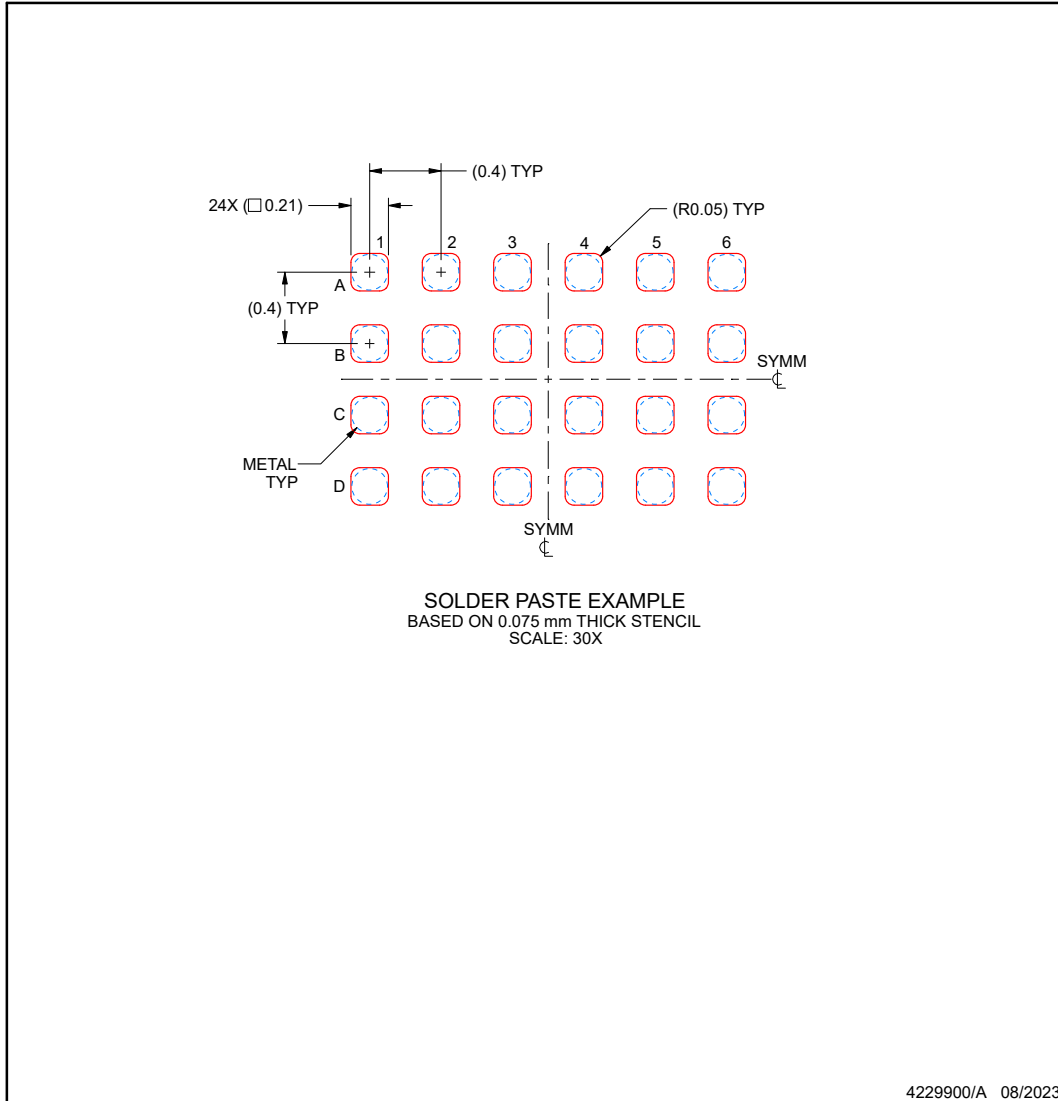 (0.4) TYP
24X (□0.21)
(R0.05) TYP
1 2 3 4 5 6
A
(0.4) TYP
B
SYMM
℄
C
METAL
TYP
D
SYMM
℄
SOLDER PASTE EXAMPLE
BASED ON 0.075 mm THICK STENCIL
SCALE: 30X
4229900/A 08/2023